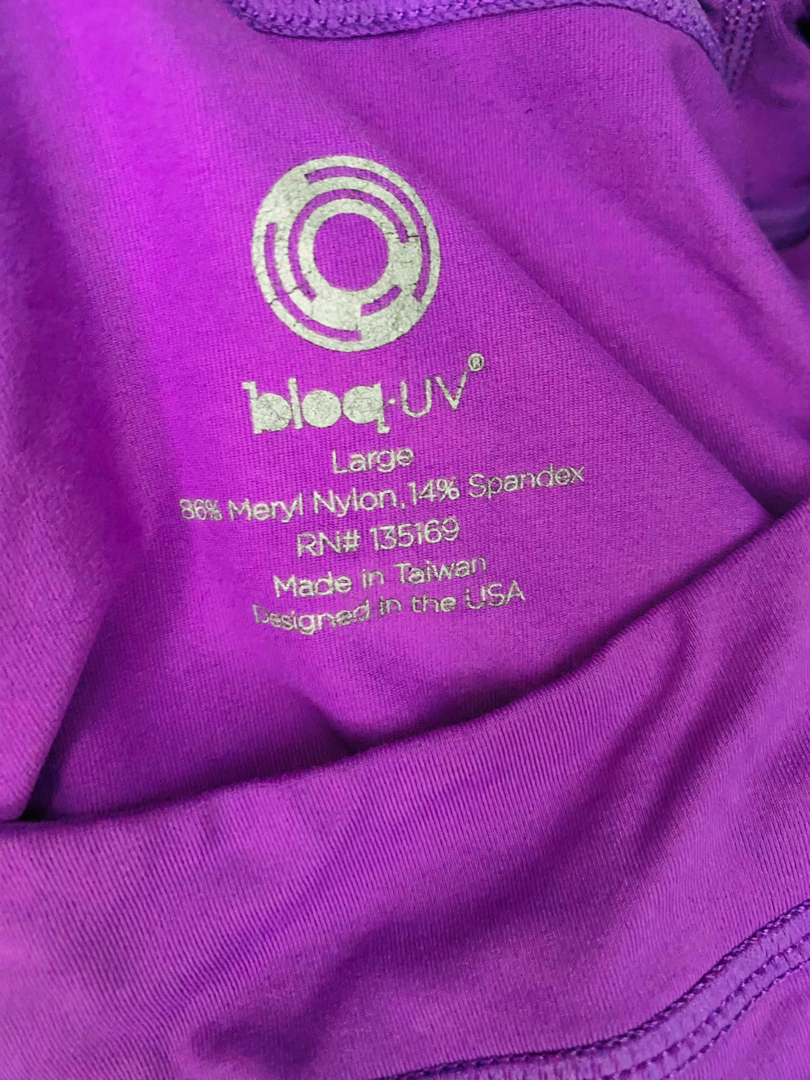 bloq·UV®
Large
86% Meryl Nylon, 14% Spandex
RN# 135169
Made in Taiwan
Designed in the USA